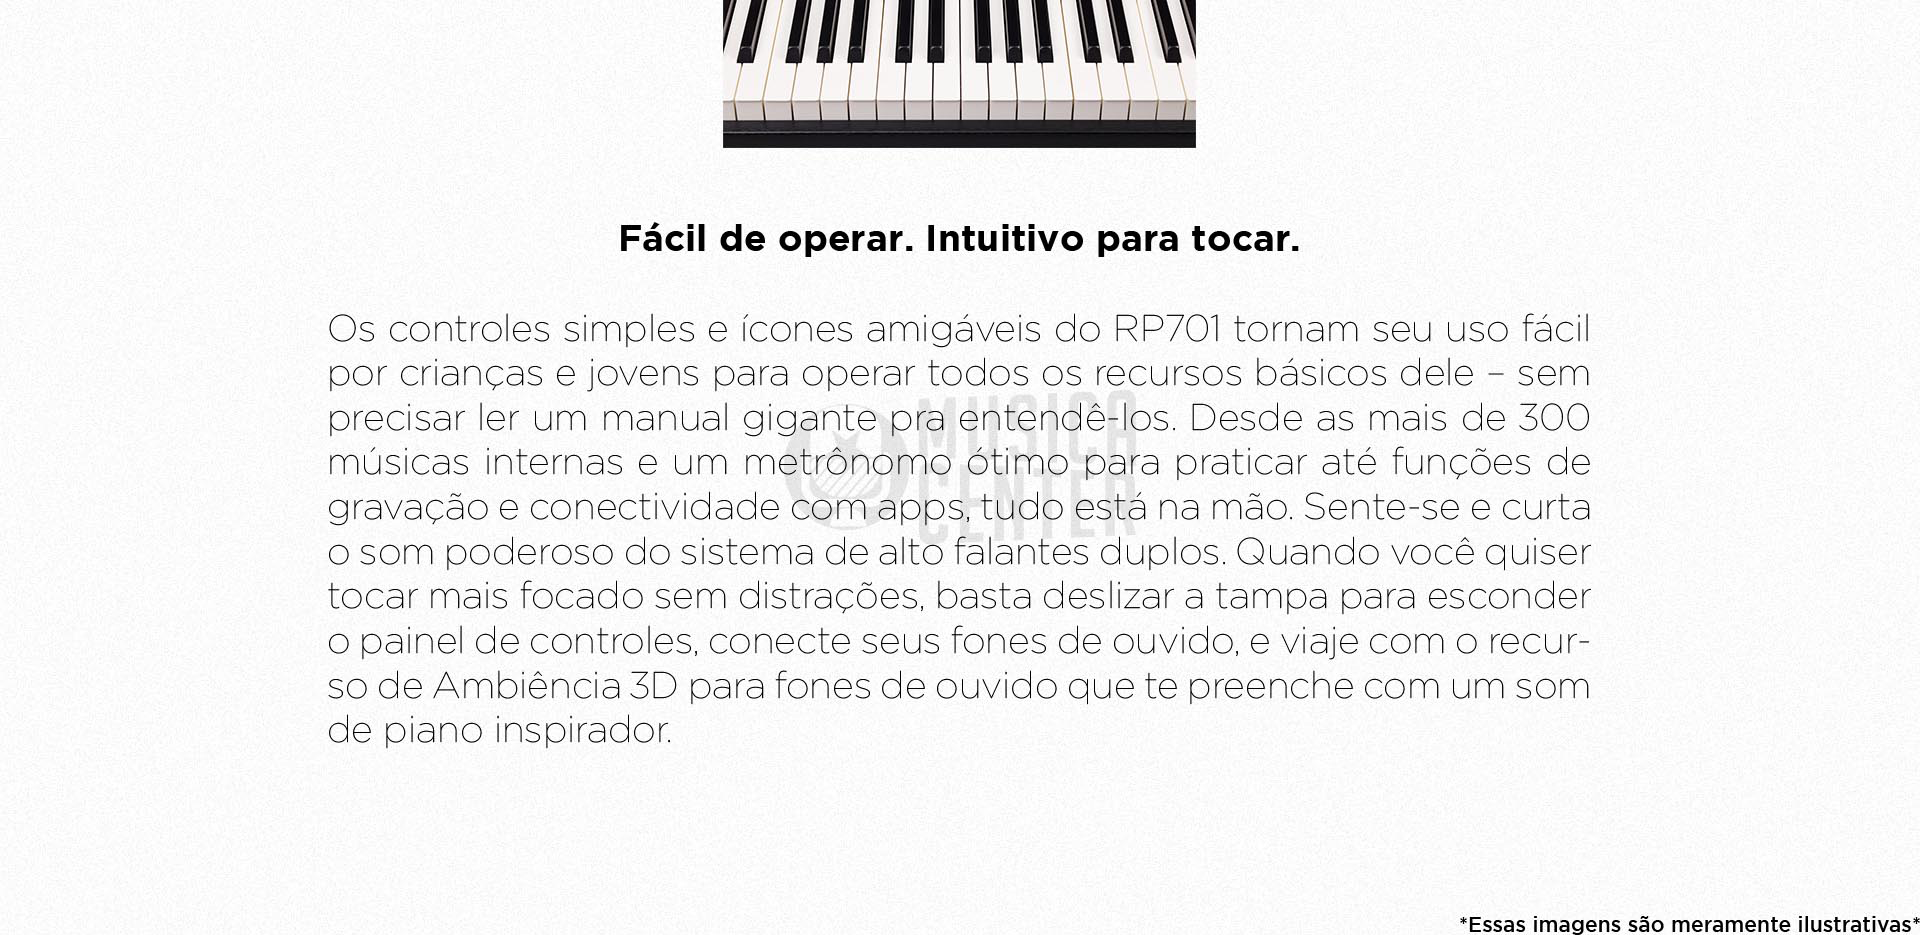 Fácil de operar. Intuitivo para tocar.
Os controles simples e ícones amigáveis do RP701 tornam seu uso fácil
por crianças e jovens para operar todos os recursos básicos dele – sem
precisar ler um manual gigante pra entendê-los. Desde as mais de 300
músicas internas e um metrônomo ótimo para praticar até funções de
gravação e conectividade com apps, tudo está na mão. Sente-se e curta
o som poderoso do sistema de alto falantes duplos. Quando você quiser
tocar mais focado sem distrações, basta deslizar a tampa para esconder
o painel de controles, conecte seus fones de ouvido, e viaje com o recur-
so de Ambiência 3D para fones de ouvido que te preenche com um som
de piano inspirador.
MUSICA
CENTER
*Essas imagens são meramente ilustrativas*